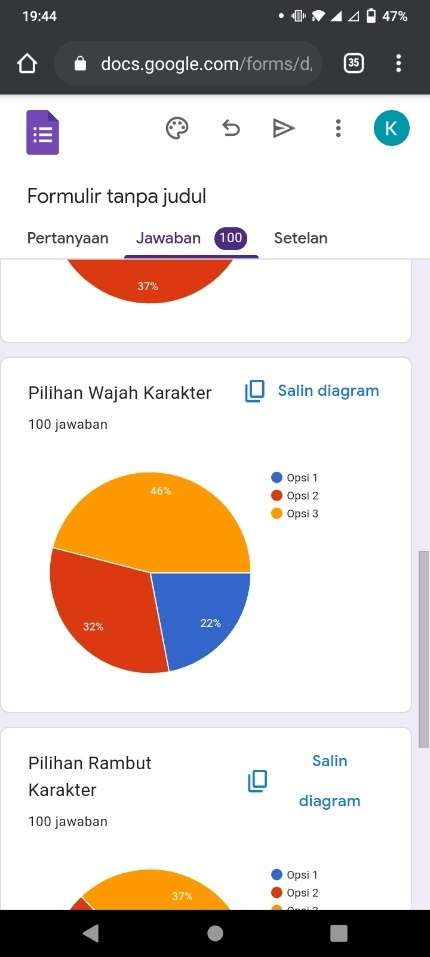 19:44
47%
docs.google.com/forms/d,
35
K
Formulir tanpa judul
Pertanyaan Jawaban 100 Setelan
37%
Pilihan Wajah Karakter
Salin diagram
100 jawaban
46%
32%
22%
Opsi 1
Opsi 2
Opsi 3
Pilihan Rambut
Karakter
Salin
diagram
100 jawaban
37%
Opsi 1
Opsi 2